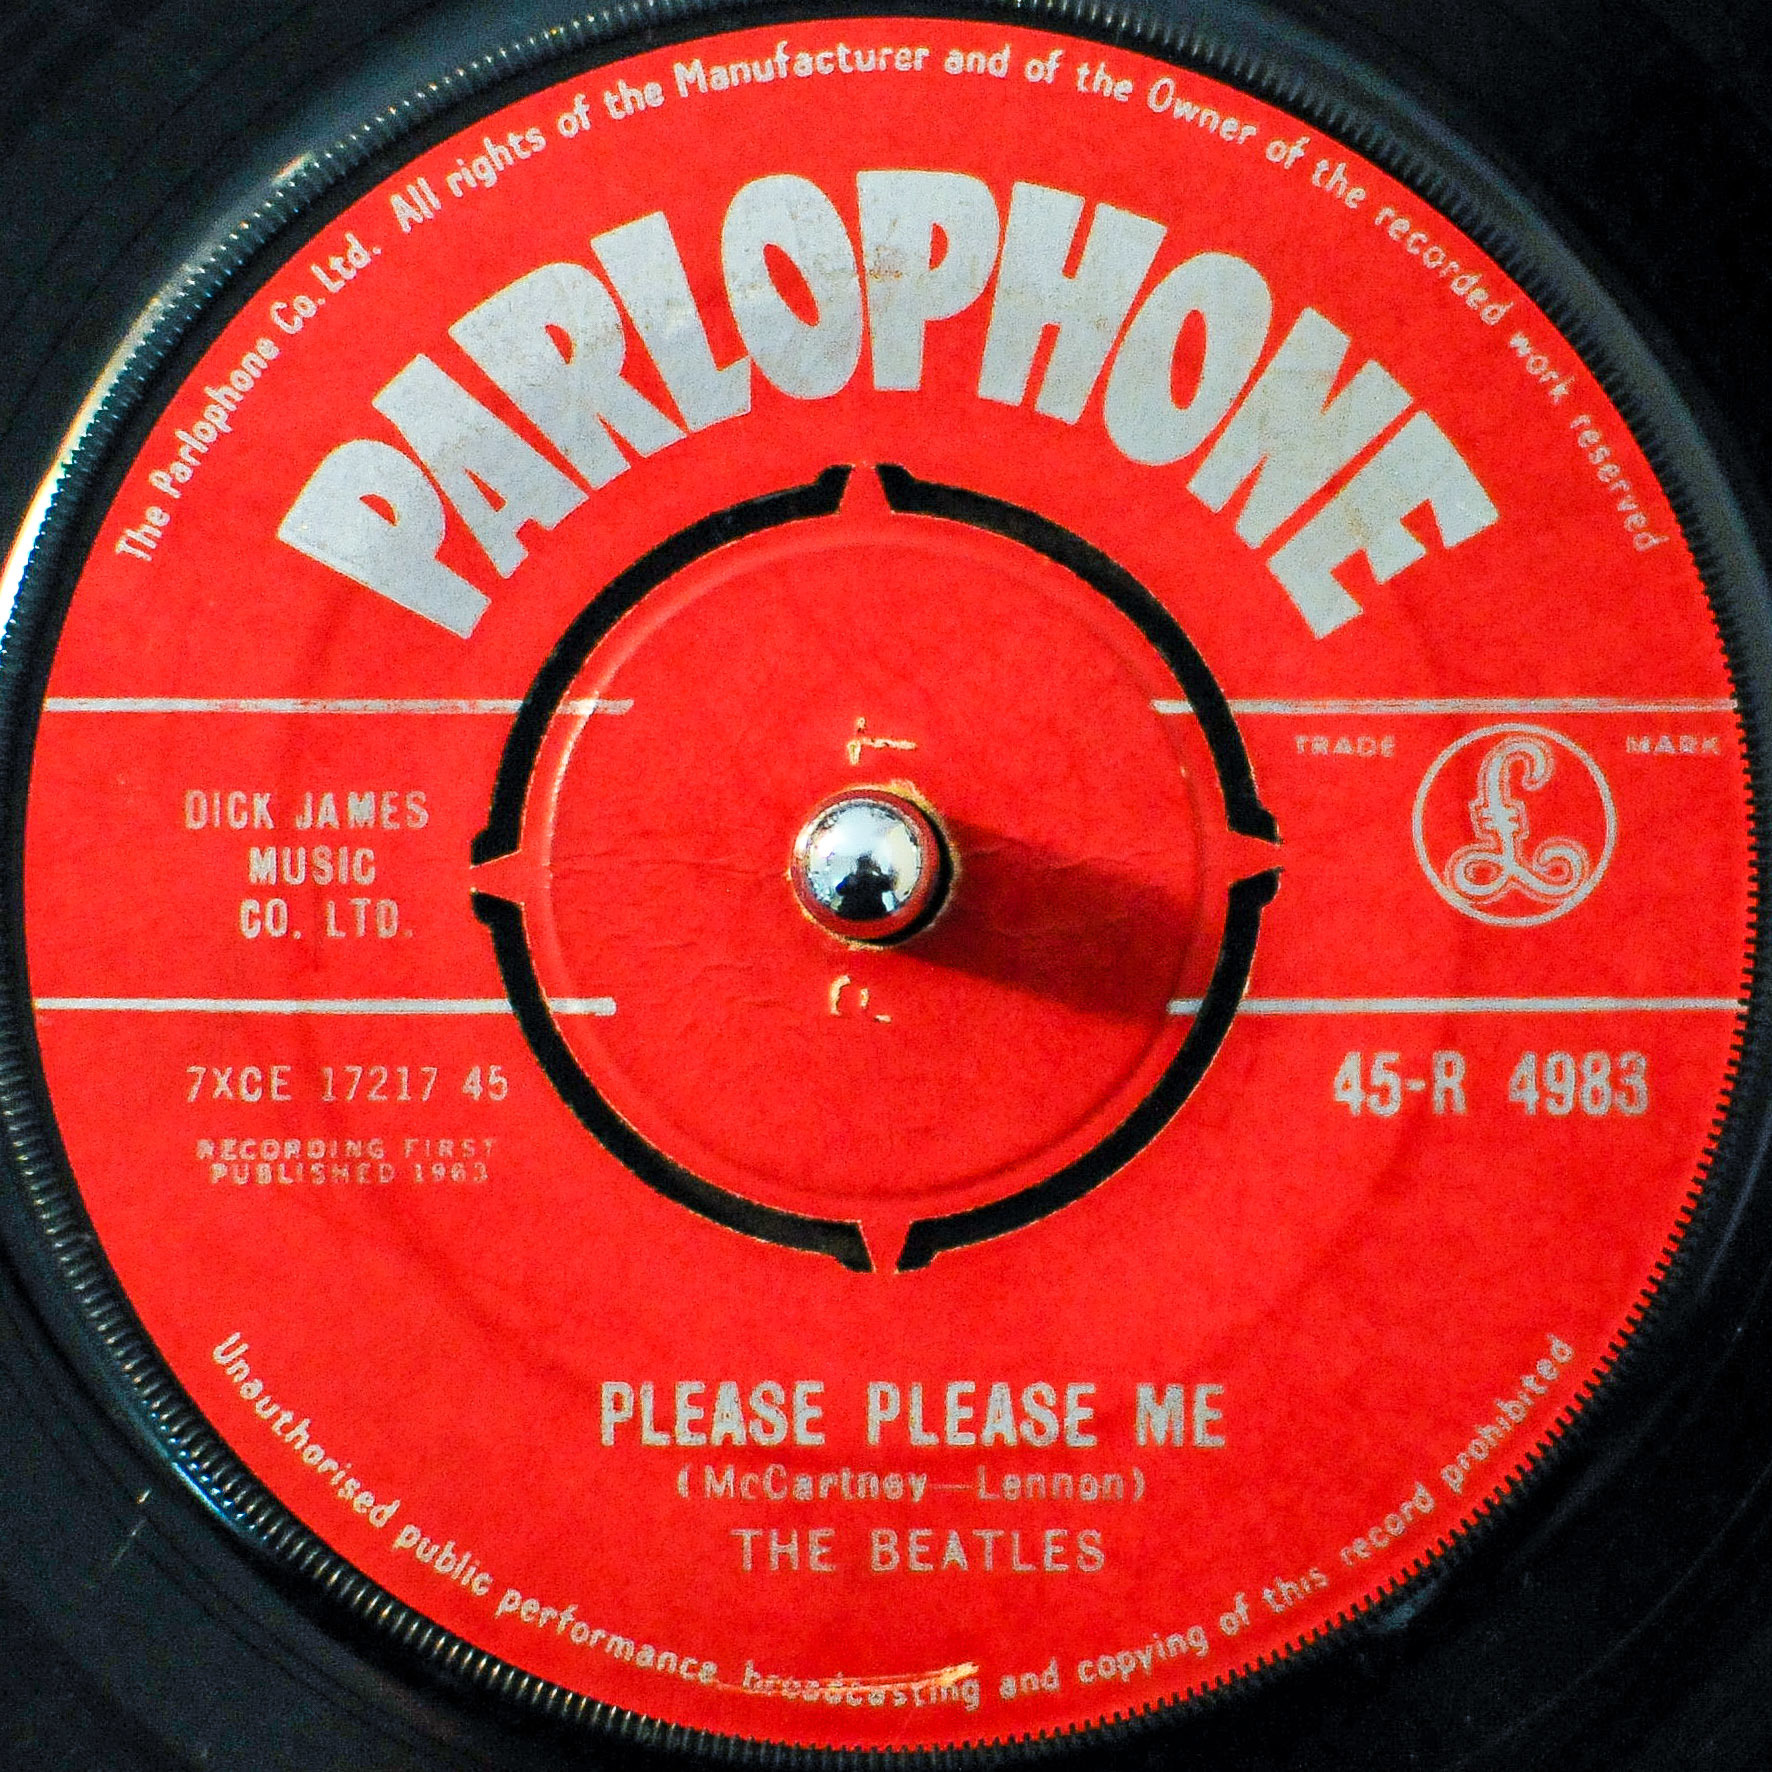 The Parlophone Co. Ltd. All rights of the Manufacturer and of the Owner of the recorded work reserved
PARLOPHONE
TRADE £ MARK
DICK JAMES
MUSIC
CO. LTD.
7XCE 17217 45
45-R 4983
RECORDING FIRST
PUBLISHED 1963
PLEASE PLEASE ME
(McCartney—Lennon)
THE BEATLES
Unauthorised public performance broadcasting and copying of this record prohibited